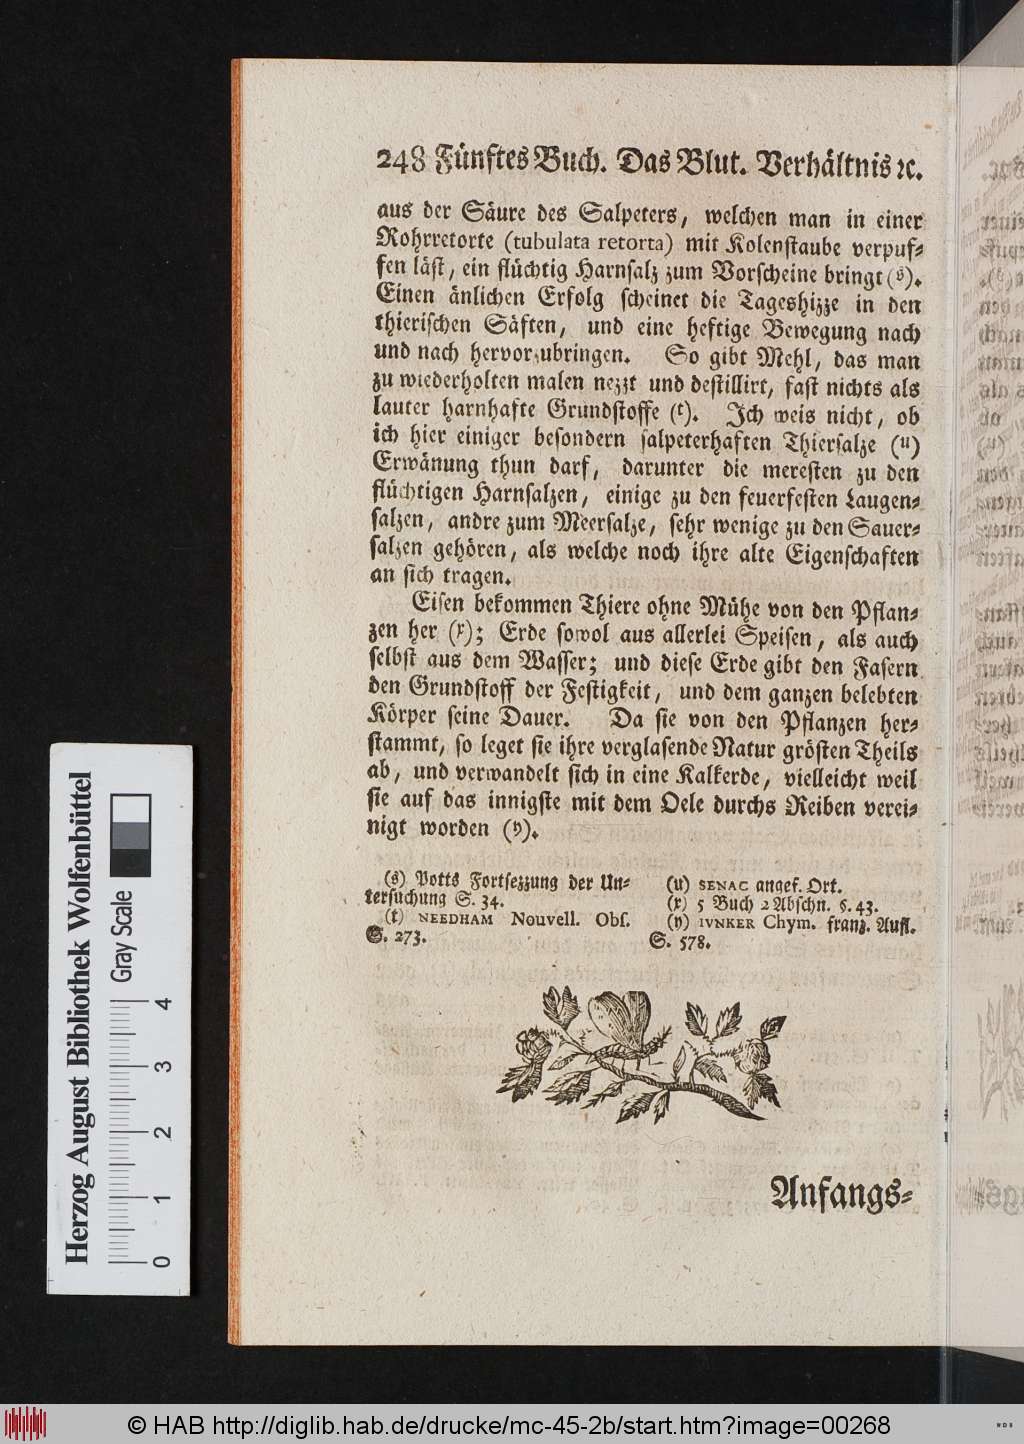 248 Fünftes Buch. Das Blut. Verhältnis ꝛc.
aus der Säure des Salpeters, welchen man in einer
Rohrretorte (tubulata retorta) mit Kolenſtaube verpuf⸗
fen läſt, ein flüchtig Harnſalz zum Vorſcheine bringt (s).
Einen änlichen Erfolg ſcheinet die Tageshizze in den
thieriſchen Säften, und eine heftige Bewegung nach
und nach hervorzubringen. So gibt Mehl, das man
zu wiederholten malen nezzt und deſtillirt, faſt nichts als
lauter harnhafte Grundſtoffe (t). Ich weis nicht, ob
ich hier einiger beſondern ſalpeterhaften Thierſalze (u)
Erwänung thun darf, darunter die mereſten zu den
flüchtigen Harnſalzen, einige zu den feuerfeſten Laugen⸗
ſalzen, andre zum Meerſalze, ſehr wenige zu den Sauer⸗
ſalzen gehören, als welche noch ihre alte Eigenſchaften
an ſich tragen.
Eiſen bekommen Thiere ohne Mühe von den Pflan⸗
zen her (x); Erde ſowol aus allerlei Speiſen, als auch
ſelbſt aus dem Waſſer; und dieſe Erde gibt den Faſern
den Grundſtoff der Feſtigkeit, und dem ganzen belebten
Körper ſeine Dauer. Da ſie von den Pflanzen her⸗
ſtammt, ſo leget ſie ihre verglaſende Natur gröſten Theils
ab, und verwandelt ſich in eine Kalkerde, vielleicht weil
ſie auf das innigſte mit dem Oele durchs Reiben verei⸗
nigt worden (y).
(s) Potts Fortſezzung der Un⸗
terſuchung S. 34.
(t) NEEDHAM Nouvell. Obſ.
S. 273.
(u) SENAC angef. Ort.
(x) 5 Buch 2 Abſchn. §. 43.
(y) IVNKER Chym. franz. Aufl.
S. 578.
Anfangs⸗
Herzog August Bibliothek Wolfenbüttel
Gray Scale
0 1 2 3 4
© HAB http://diglib.hab.de/drucke/mc-45-2b/start.htm?image=00268